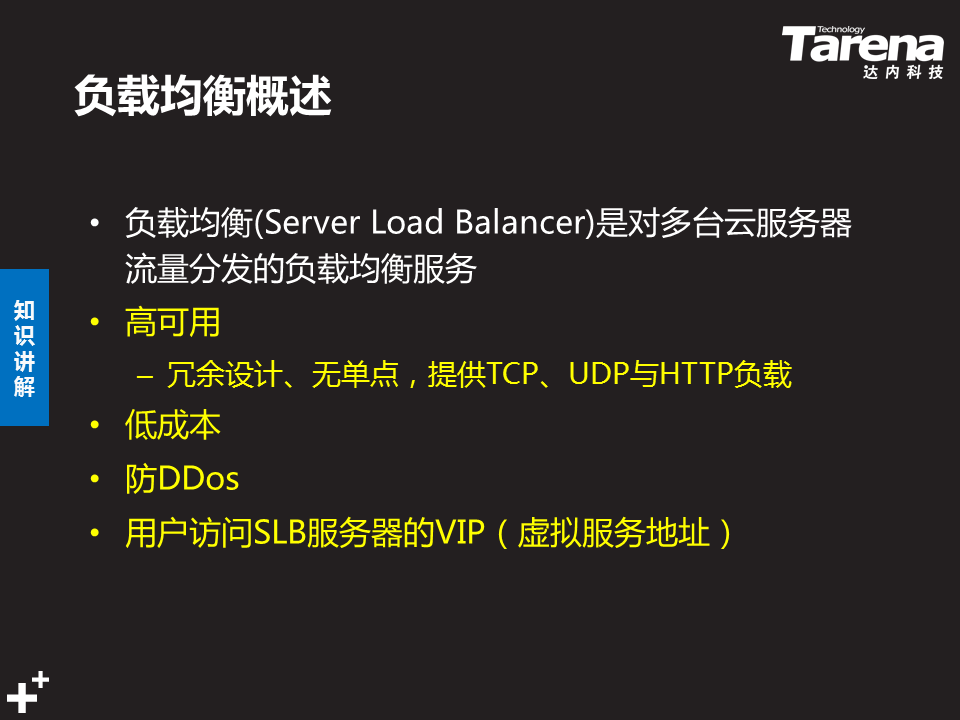 Technology
Tarena
达内科技
负载均衡概述
• 负载均衡(Server Load Balancer)是对多台云服务器
流量分发的负载均衡服务
• 高可用
– 冗余设计、无单点，提供TCP、UDP与HTTP负载
• 低成本
• 防DDos
• 用户访问SLB服务器的VIP（虚拟服务地址）
知识讲解